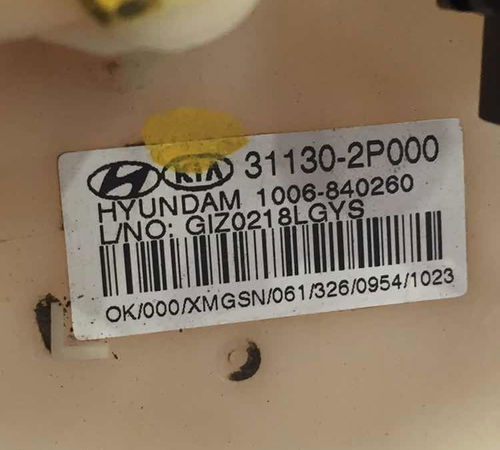 KIA 31130-2P000
HYUNDAM 1006-840260
L/NO: GIZ0218LGYS
OK/000/XMGSN/061/326/0954/1023